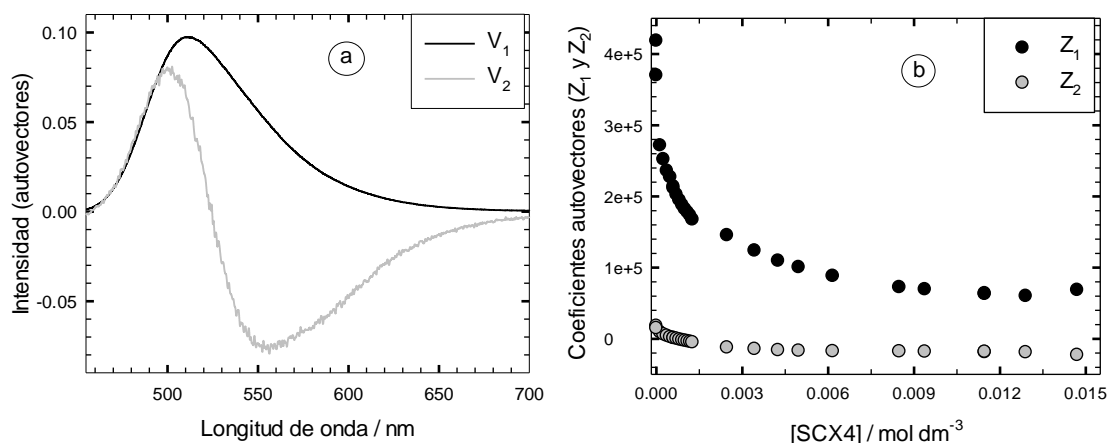 Intensidad (autovectores)
0.10
0.05
0.00
-0.05
a
V1
V2
500
550
600
650
700
Longitud de onda / nm
Coeficientes autovectores (Z1 y Z2)
4e+5
3e+5
2e+5
1e+5
0
b
Z1
Z2
0.000
0.003
0.006
0.009
0.012
0.015
[SCX4] / mol dm-3